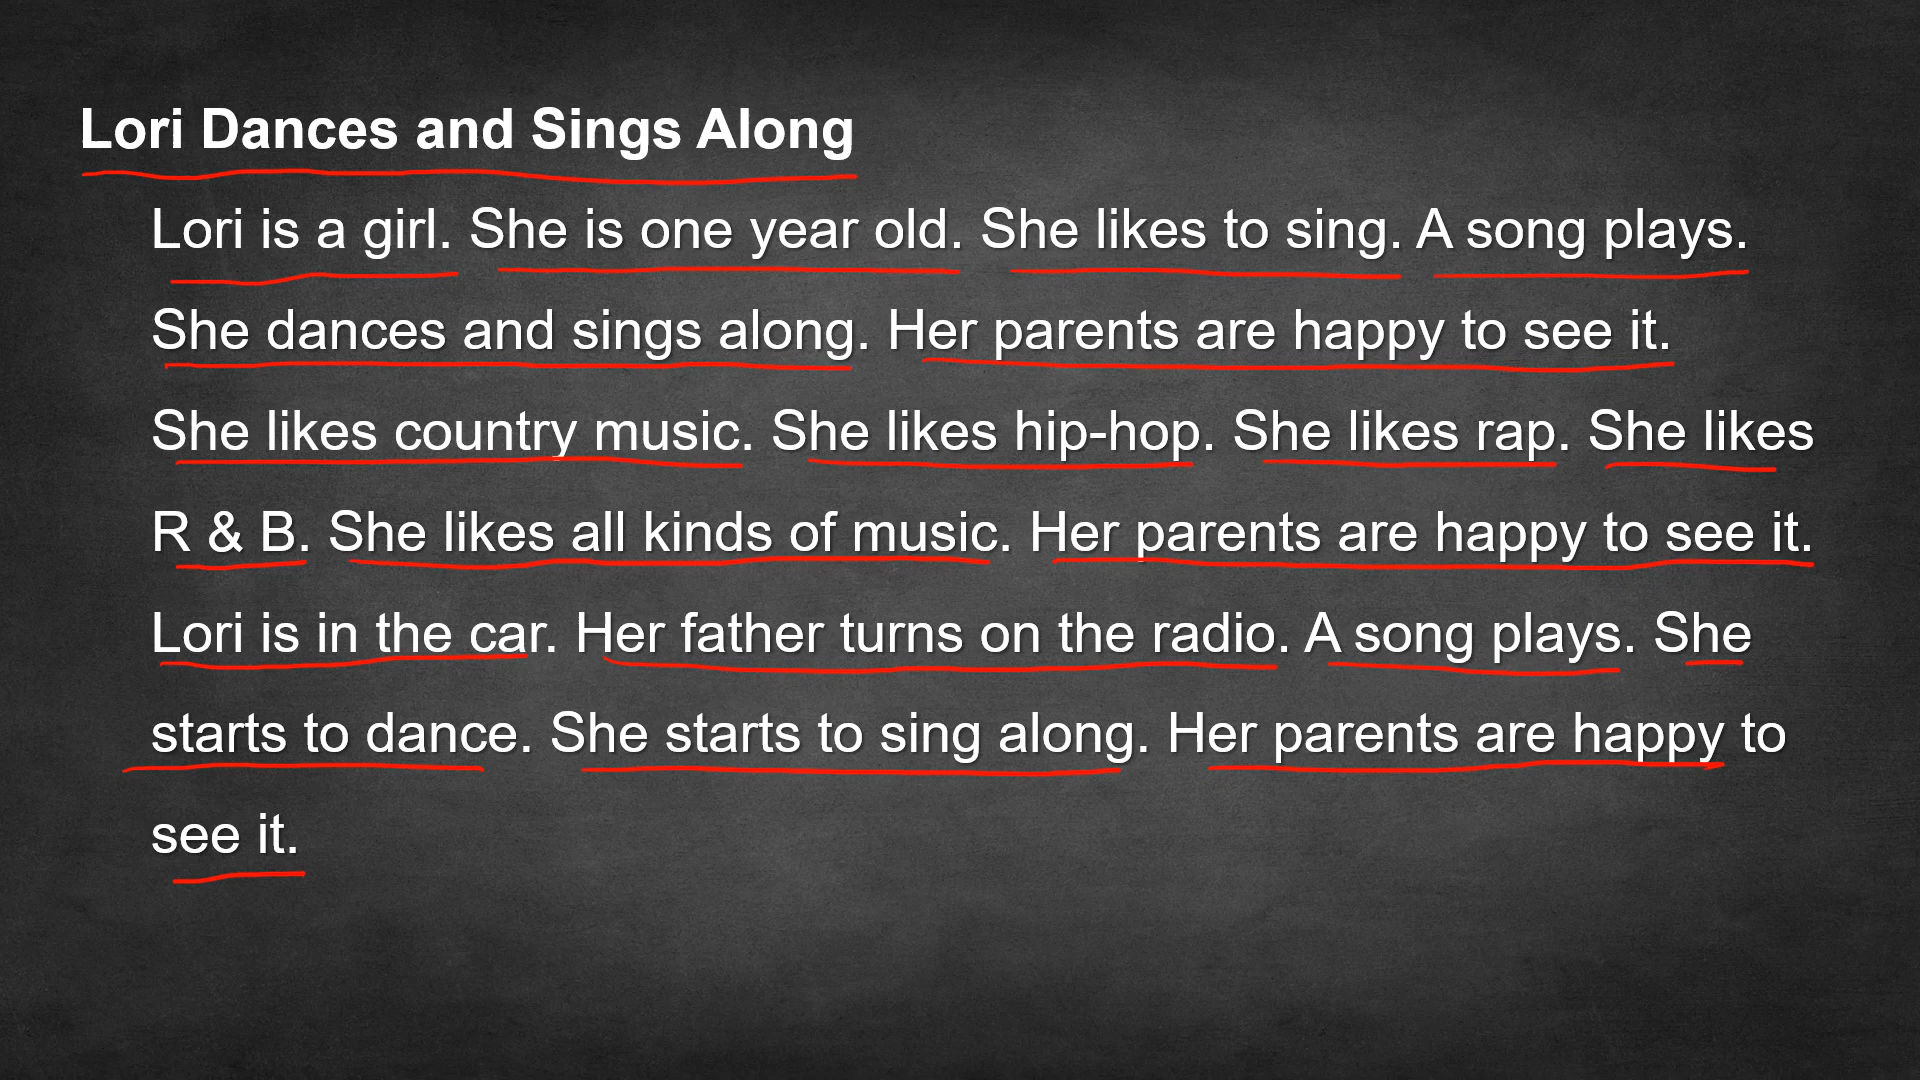 Lori Dances and Sings Along
Lori is a girl. She is one year old. She likes to sing. A song plays.
She dances and sings along. Her parents are happy to see it.
She likes country music. She likes hip-hop. She likes rap. She likes
R & B. She likes all kinds of music. Her parents are happy to see it.
Lori is in the car. Her father turns on the radio. A song plays. She
starts to dance. She starts to sing along. Her parents are happy to
see it.